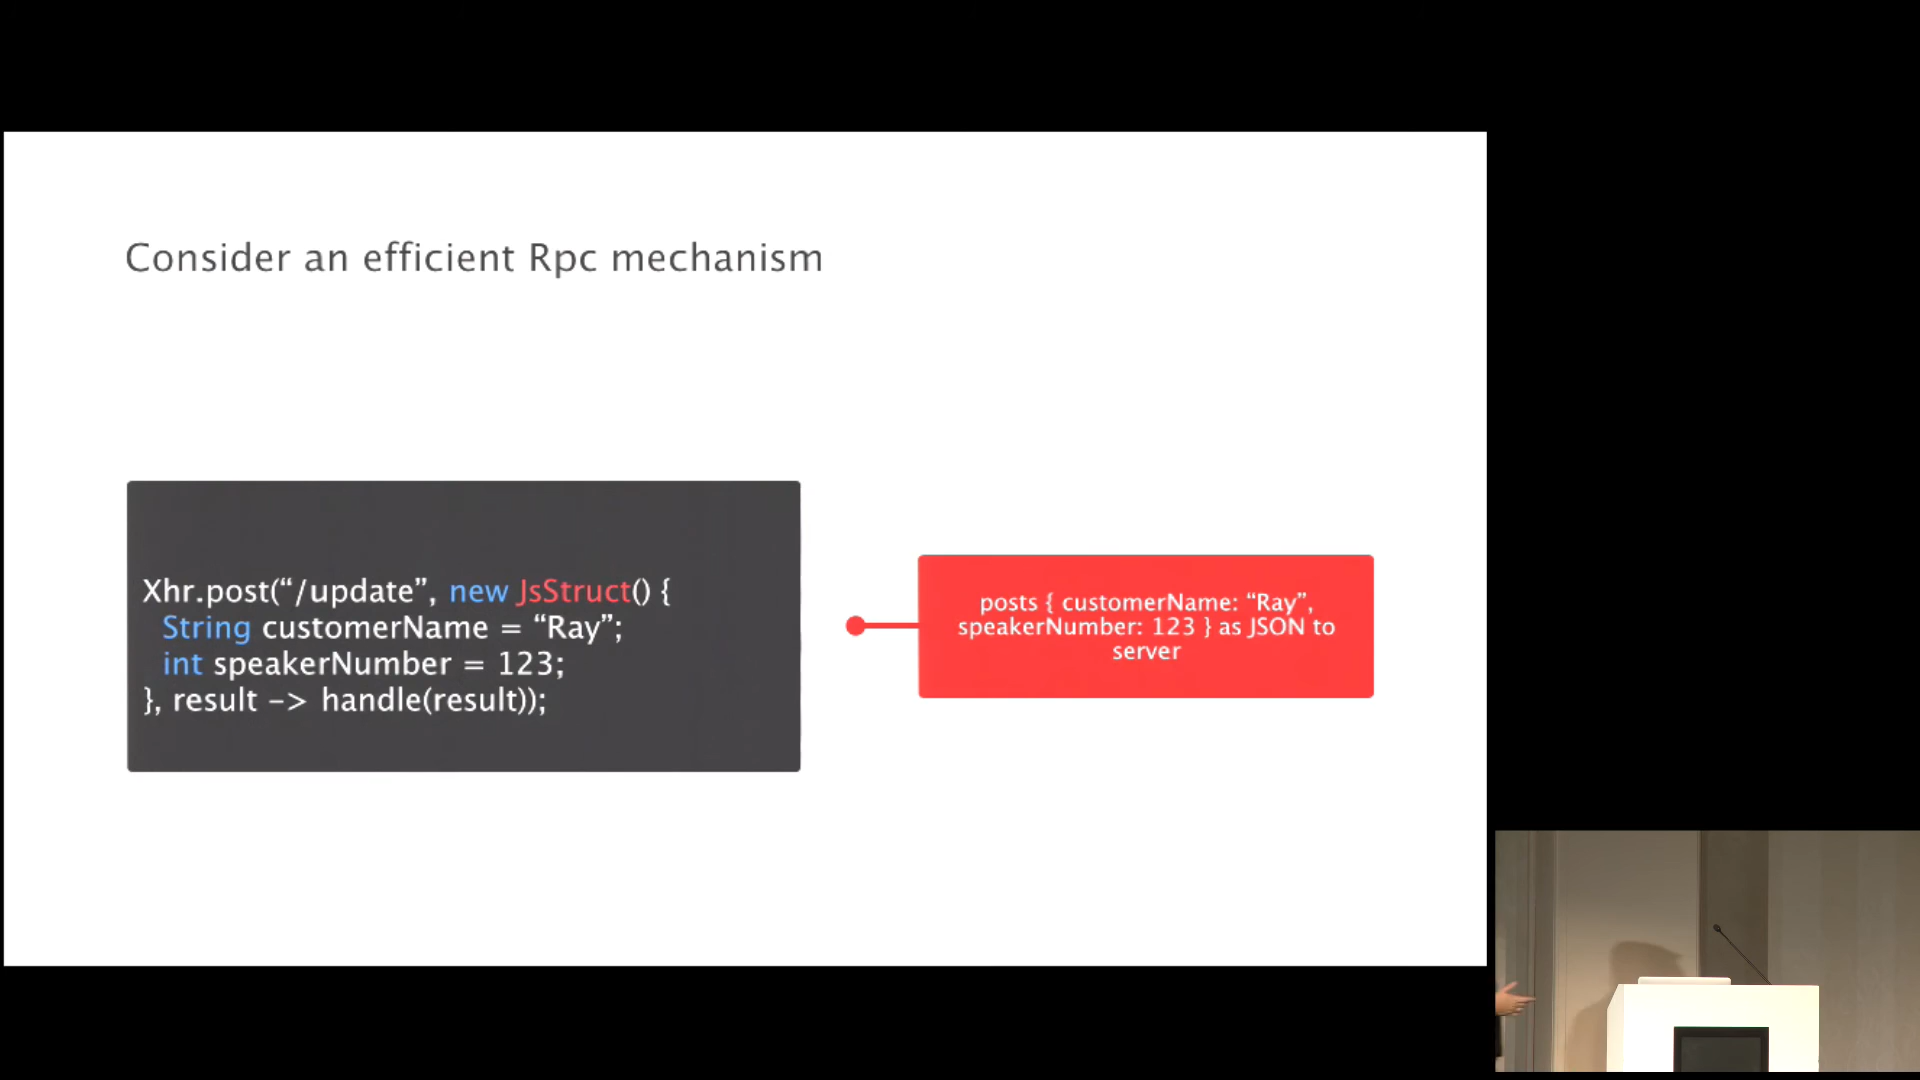 Consider an efficient Rpc mechanism
Xhr.post(“/update”, new JsStruct() {
String customerName = “Ray”;
int speakerNumber = 123;
}, result -> handle(result));
posts { customerName: “Ray”,
speakerNumber: 123 } as JSON to
server